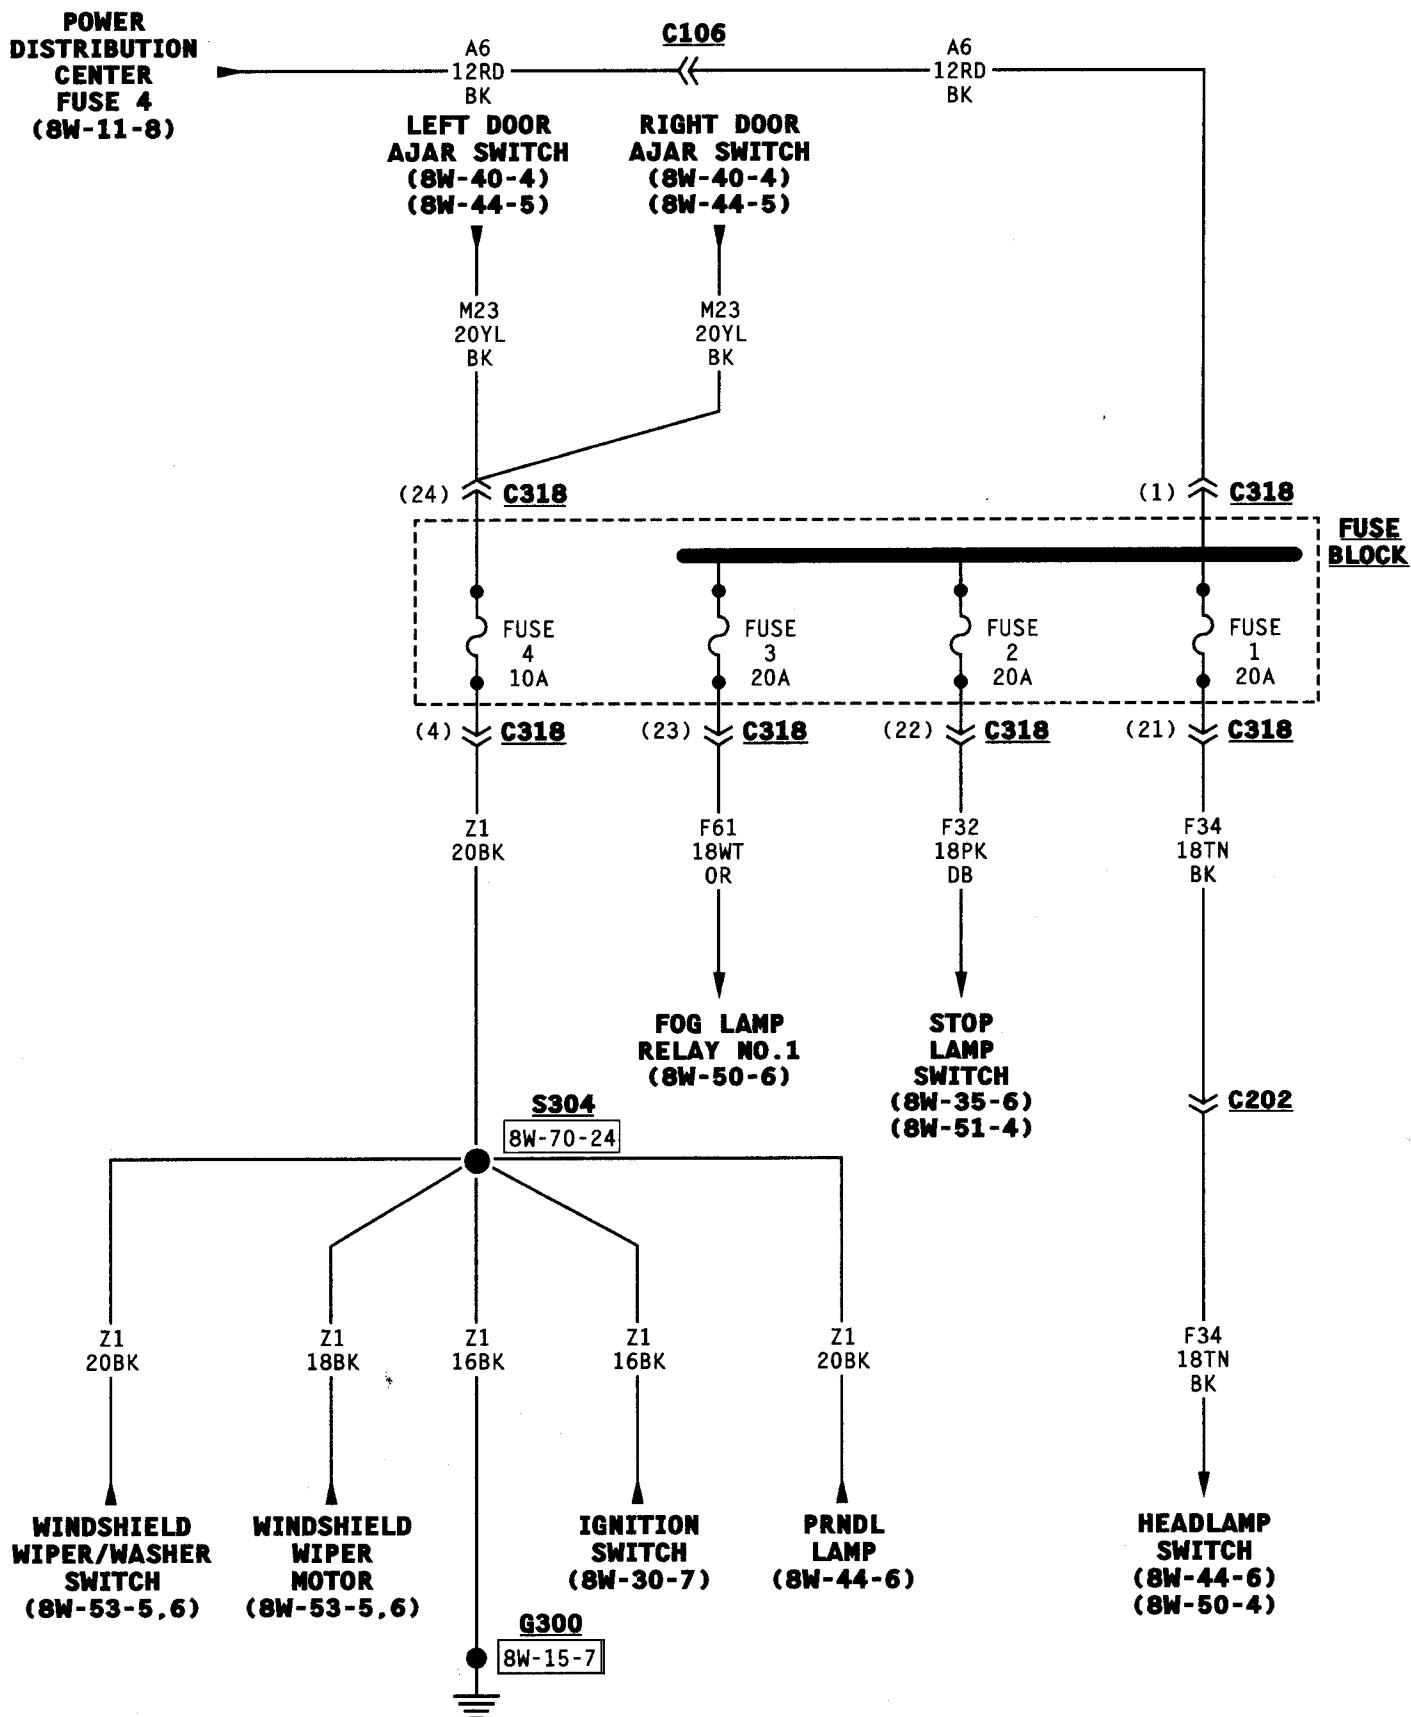 POWER
DISTRIBUTION
CENTER
FUSE 4
(8W-11-8)
A6
12RD
BK
C106
A6
12RD
BK
LEFT DOOR
AJAR SWITCH
(8W-40-4)
(8W-44-5)
RIGHT DOOR
AJAR SWITCH
(8W-40-4)
(8W-44-5)
M23
20YL
BK
M23
20YL
BK
(24) C318
(1) C318
FUSE
BLOCK
FUSE
4
10A
FUSE
3
20A
FUSE
2
20A
FUSE
1
20A
(4) C318
(23) C318
(22) C318
(21) C318
Z1
20BK
F61
18WT
OR
F32
18PK
DB
F34
18TN
BK
FOG LAMP
RELAY NO.1
(8W-50-6)
STOP
LAMP
SWITCH
(8W-35-6)
(8W-51-4)
C202
S304
8W-70-24
Z1
20BK
Z1
18BK
Z1
16BK
Z1
16BK
Z1
20BK
F34
18TN
BK
WINDSHIELD
WIPER/WASHER
SWITCH
(8W-53-5,6)
WINDSHIELD
WIPER
MOTOR
(8W-53-5,6)
IGNITION
SWITCH
(8W-30-7)
PRNDL
LAMP
(8W-44-6)
HEADLAMP
SWITCH
(8W-44-6)
(8W-50-4)
G300
8W-15-7